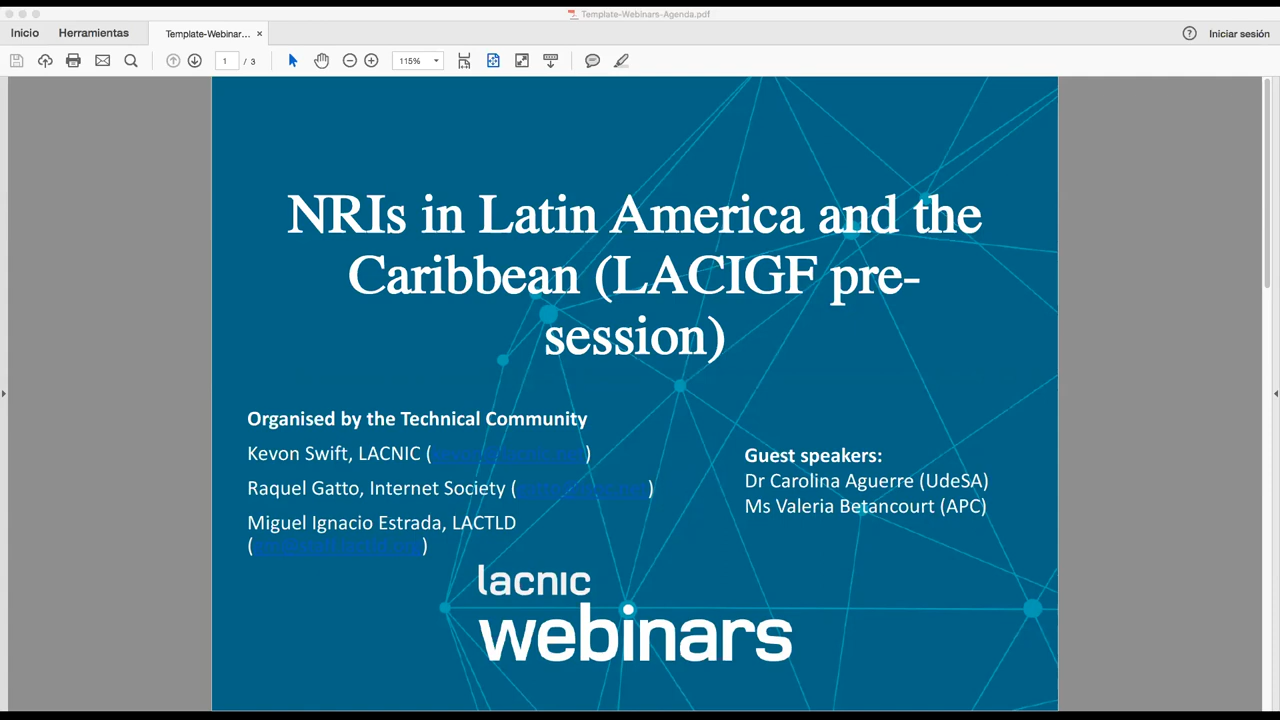 Template-Webinars-Agenda.pdf
Inicio
Herramientas
Template-Webinar... ×
Iniciar sesión
1 / 3
115%
NRIs in Latin America and the
Caribbean (LACIGF pre-
session)
Organised by the Technical Community
Kevon Swift, LACNIC (
)
Raquel Gatto, Internet Society (
)
Miguel Ignacio Estrada, LACTLD
(
)
Guest speakers:
Dr Carolina Aguerre (UdeSA)
Ms Valeria Betancourt (APC)
lacnic
webinars